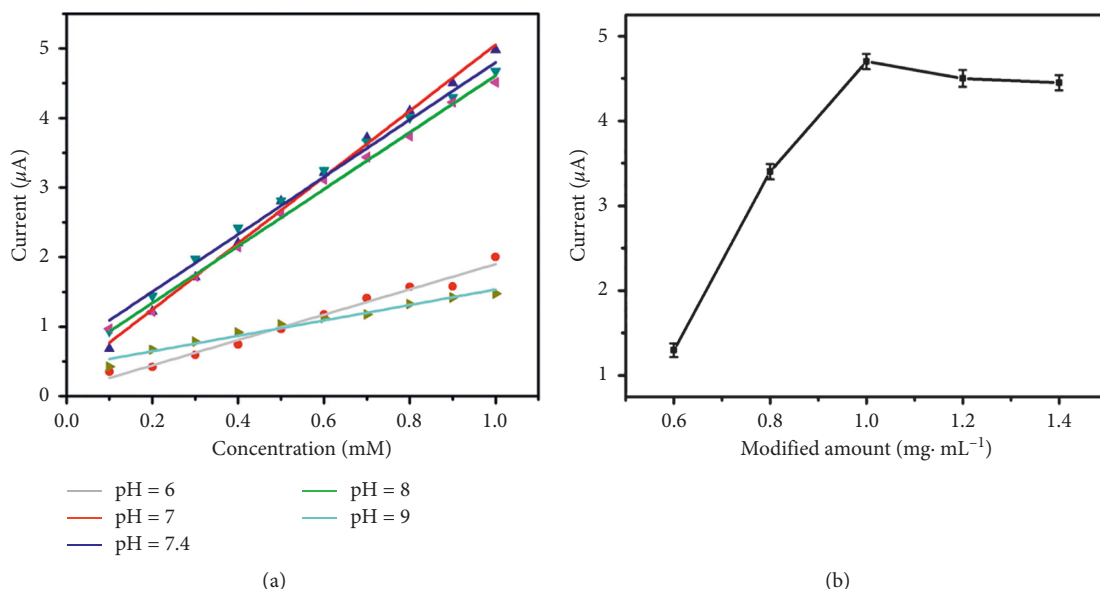 5
4
3
2
1
0
Current (µA)
0.0 0.2 0.4 0.6 0.8 1.0
Concentration (mM)
pH = 6
pH = 7
pH = 7.4
pH = 8
pH = 9
(a)
5
4
3
2
1
Current (µA)
0.6 0.8 1.0 1.2 1.4
Modified amount (mg· mL⁻¹)
(b)